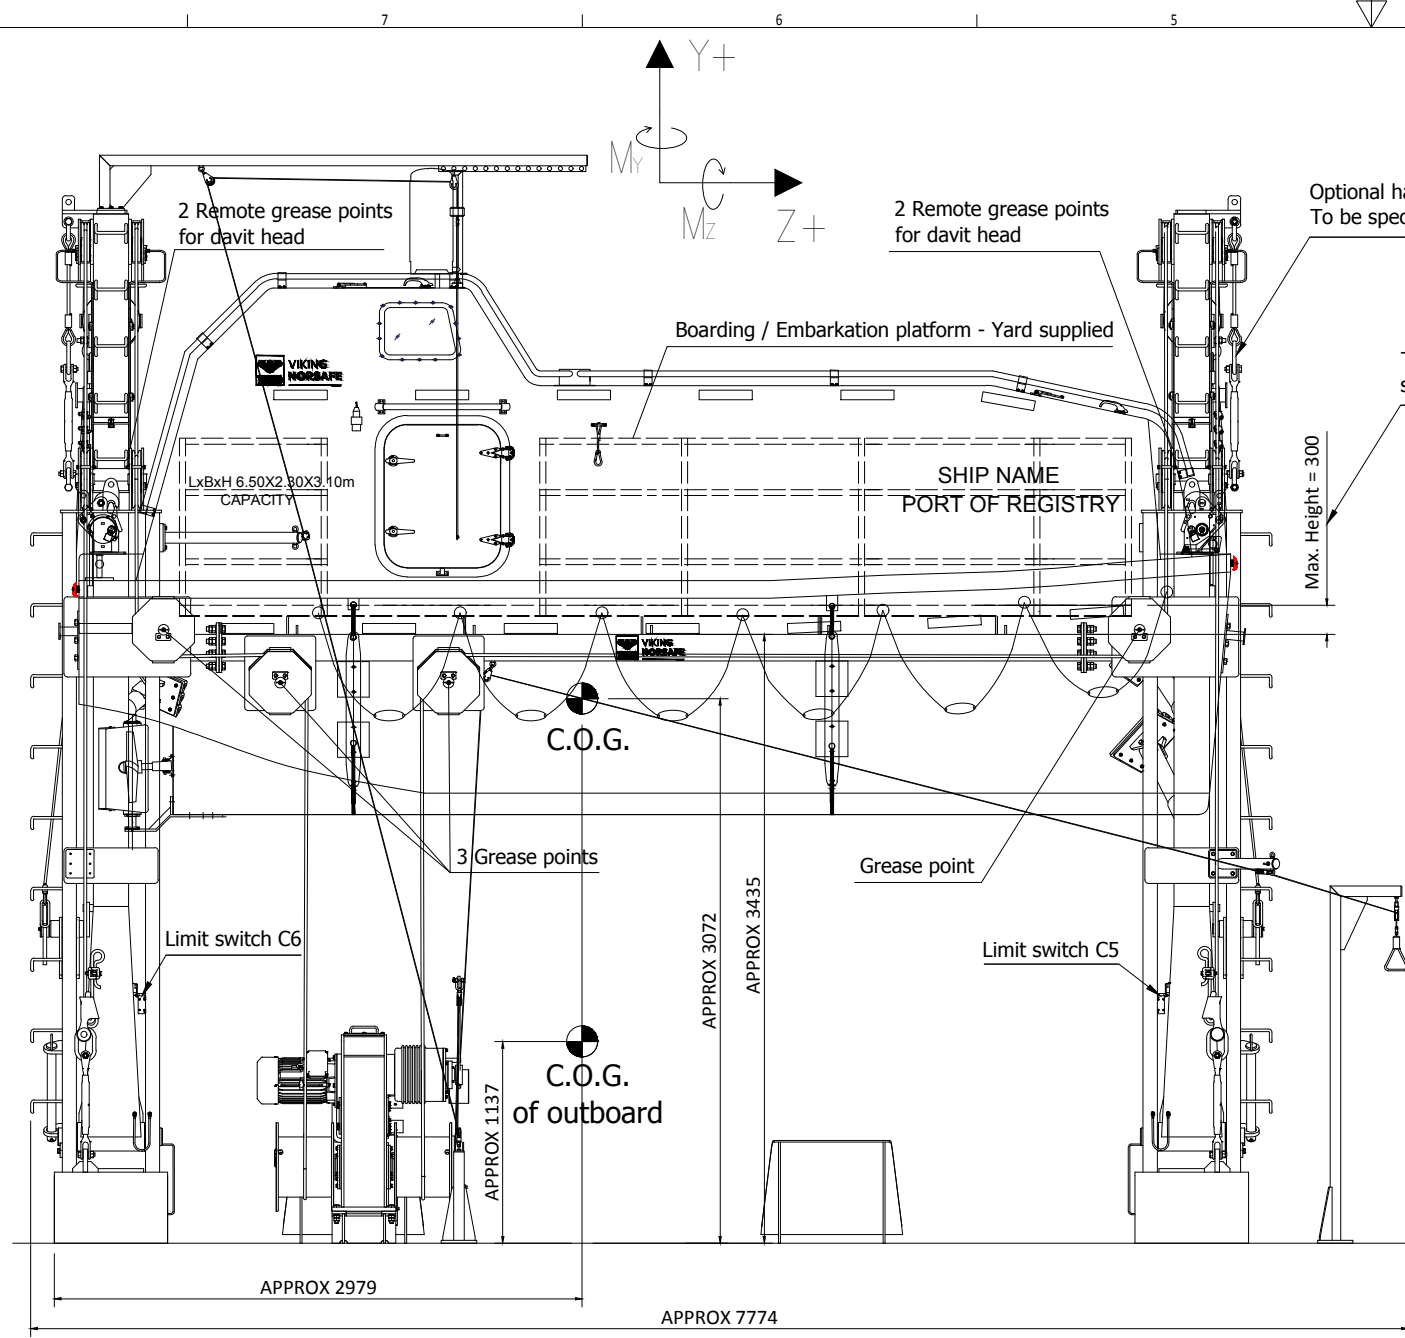 7
6
5
Y+
MY
MZ
Z+
2 Remote grease points
for davit head
2 Remote grease points
for davit head
Optional ha
To be spec
Boarding / Embarkation platform - Yard supplied
VIKING
NORSAFE
LxBxH 6.50X2.30X3.10m
CAPACITY
SHIP NAME
PORT OF REGISTRY
Max. Height = 300
VIKING
NORSAFE
C.O.G.
3 Grease points
Grease point
APPROX 3435
APPROX 3072
Limit switch C6
Limit switch C5
C.O.G.
of outboard
APPROX 1137
APPROX 2979
APPROX 7774